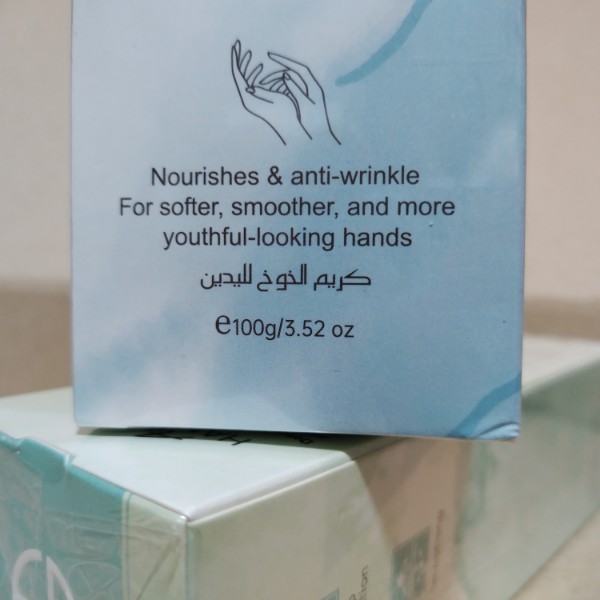 Nourishes & anti-wrinkle
For softer, smoother, and more
youthful-looking hands
كريم الخوخ لليدين
℮100g/3.52 oz